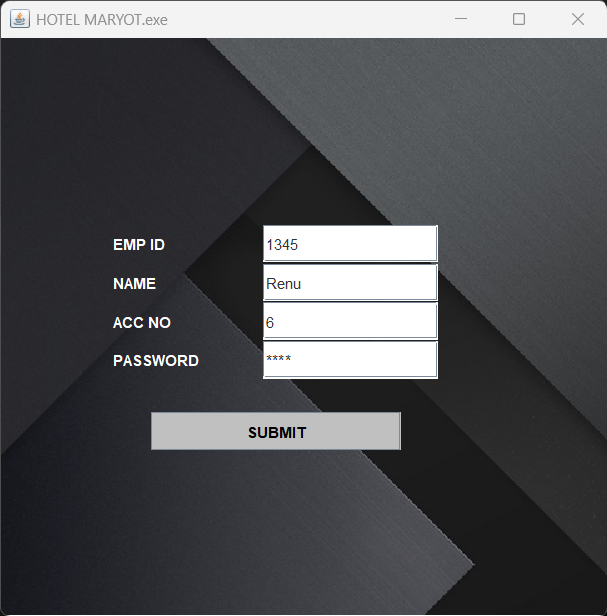 HOTEL MARYOT.exe
EMP ID 1345
NAME Renu
ACC NO 6
PASSWORD ****
SUBMIT